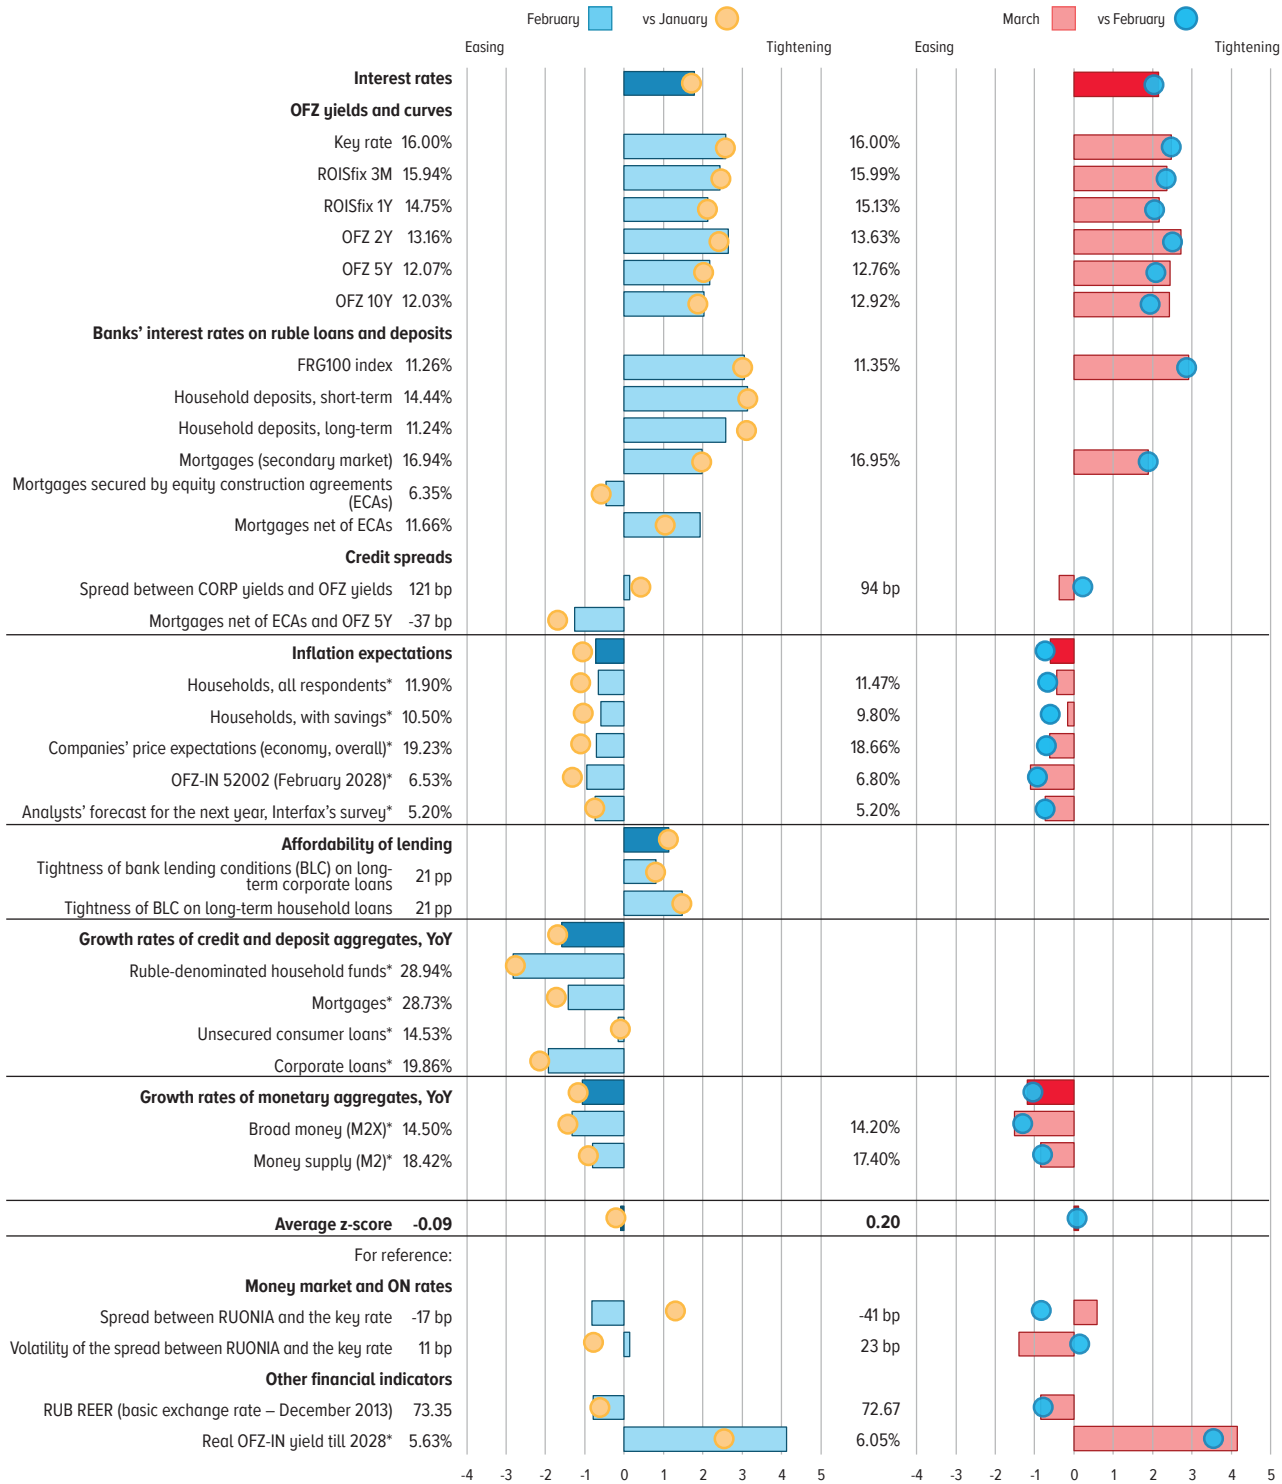 February vs January March vs February
Easing Tightening Easing Tightening
Interest rates
OFZ yields and curves
Key rate 16.00% 16.00%
ROISfix 3M 15.94% 15.99%
ROISfix 1Y 14.75% 15.13%
OFZ 2Y 13.16% 13.63%
OFZ 5Y 12.07% 12.76%
OFZ 10Y 12.03% 12.92%
Banks’ interest rates on ruble loans and deposits
FRG100 index 11.26% 11.35%
Household deposits, short-term 14.44%
Household deposits, long-term 11.24%
Mortgages (secondary market) 16.94% 16.95%
Mortgages secured by equity construction agreements
(ECAs) 6.35%
Mortgages net of ECAs 11.66%
Credit spreads
Spread between CORP yields and OFZ yields 121 bp 94 bp
Mortgages net of ECAs and OFZ 5Y -37 bp
Inflation expectations
Households, all respondents* 11.90% 11.47%
Households, with savings* 10.50% 9.80%
Companies’ price expectations (economy, overall)* 19.23% 18.66%
OFZ-IN 52002 (February 2028)* 6.53% 6.80%
Analysts’ forecast for the next year, Interfax’s survey* 5.20% 5.20%
Affordability of lending
Tightness of bank lending conditions (BLC) on long-
term corporate loans 21 pp
Tightness of BLC on long-term household loans 21 pp
Growth rates of credit and deposit aggregates, YoY
Ruble-denominated household funds* 28.94%
Mortgages* 28.73%
Unsecured consumer loans* 14.53%
Corporate loans* 19.86%
Growth rates of monetary aggregates, YoY
Broad money (M2X)* 14.50% 14.20%
Money supply (M2)* 18.42% 17.40%
Average z-score -0.09 0.20
For reference:
Money market and ON rates
Spread between RUONIA and the key rate -17 bp -41 bp
Volatility of the spread between RUONIA and the key rate 11 bp 23 bp
Other financial indicators
RUB REER (basic exchange rate – December 2013) 73.35 72.67
Real OFZ-IN yield till 2028* 5.63% 6.05%
-4 -3 -2 -1 0 1 2 3 4 5 -4 -3 -2 -1 0 1 2 3 4 5